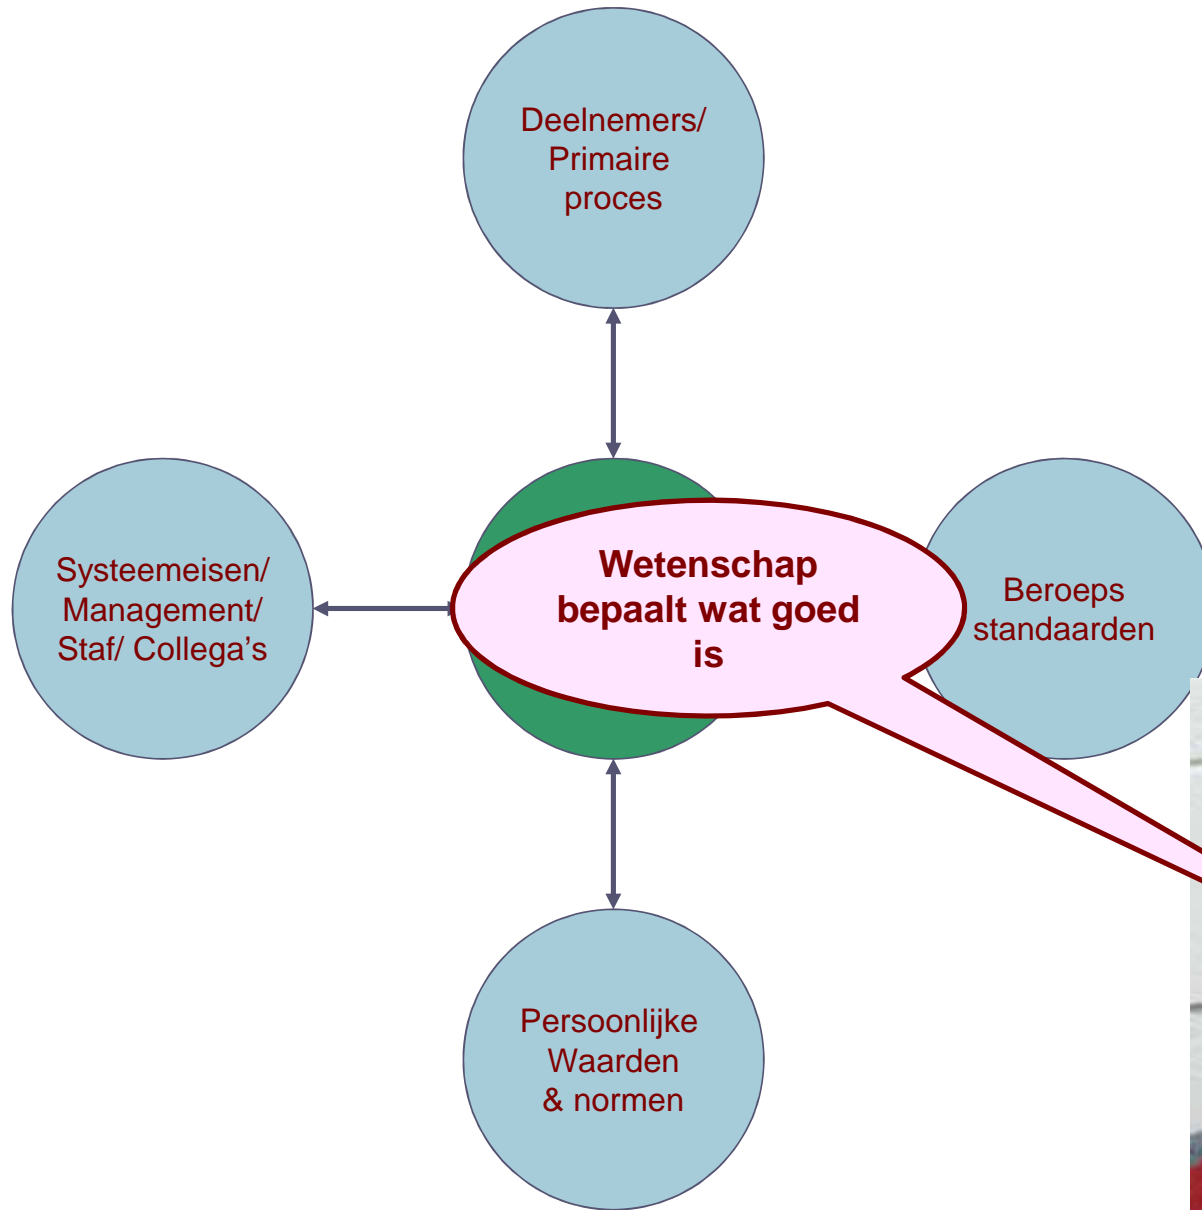 Deelnemers/
Primaire
proces
Systeemeisen/
Management/
Staf/ Collega's
Wetenschap
bepaalt wat goed
is
Beroeps
standaarden
Persoonlijke
Waarden
& normen